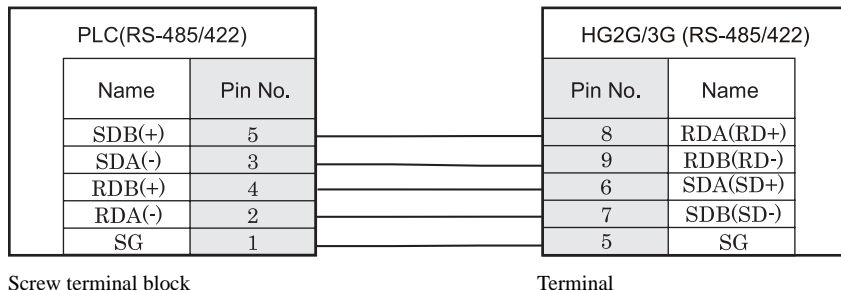 PLC(RS-485/422) HG2G/3G (RS-485/422)
Name Pin No. Pin No. Name
SDB(+) 5 8 RDA(RD+)
SDA(-) 3 9 RDB(RD-)
RDB(+) 4 6 SDA(SD+)
RDA(-) 2 7 SDB(SD-)
SG 1 5 SG
Screw terminal block Terminal